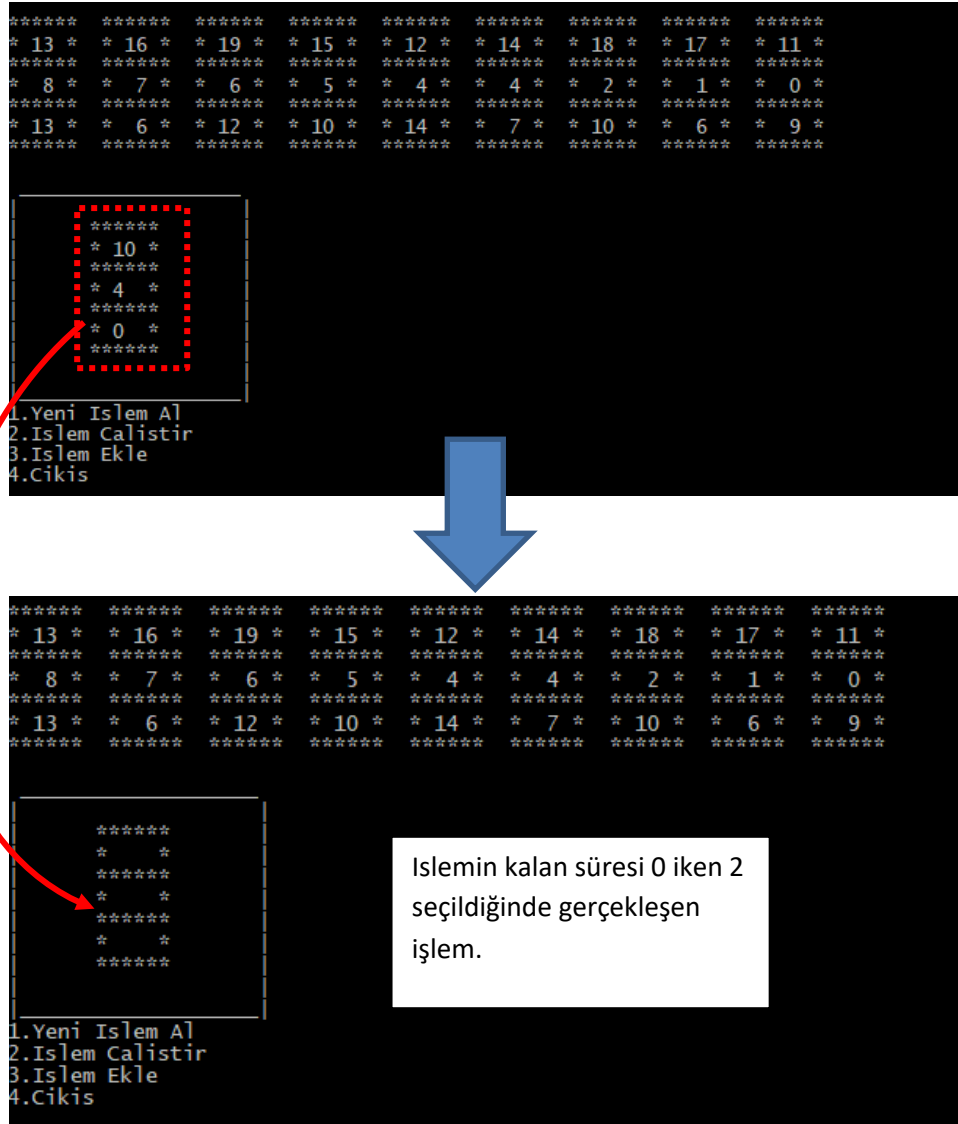 ******  ******  ******  ******  ******  ******  ******  ******  ******
* 13 *  * 16 *  * 19 *  * 15 *  * 12 *  * 14 *  * 18 *  * 17 *  * 11 *
******  ******  ******  ******  ******  ******  ******  ******  ******
*  8 *  *  7 *  *  6 *  *  5 *  *  4 *  *  4 *  *  2 *  *  1 *  *  0 *
******  ******  ******  ******  ******  ******  ******  ******  ******
* 13 *  *  6 *  * 12 *  * 10 *  * 14 *  *  7 *  * 10 *  *  6 *  *  9 *
******  ******  ******  ******  ******  ******  ******  ******  ******
******
* 10 *
******
* 4  *
******
* 0  *
******
1.Yeni Islem Al
2.Islem Calistir
3.Islem Ekle
4.Cikis
******  ******  ******  ******  ******  ******  ******  ******  ******
* 13 *  * 16 *  * 19 *  * 15 *  * 12 *  * 14 *  * 18 *  * 17 *  * 11 *
******  ******  ******  ******  ******  ******  ******  ******  ******
*  8 *  *  7 *  *  6 *  *  5 *  *  4 *  *  4 *  *  2 *  *  1 *  *  0 *
******  ******  ******  ******  ******  ******  ******  ******  ******
* 13 *  *  6 *  * 12 *  * 10 *  * 14 *  *  7 *  * 10 *  *  6 *  *  9 *
******  ******  ******  ******  ******  ******  ******  ******  ******
******
*    *
******
*    *
******
*    *
******
Islemin kalan süresi 0 iken 2
seçildiğinde gerçekleşen
işlem.
1.Yeni Islem Al
2.Islem Calistir
3.Islem Ekle
4.Cikis